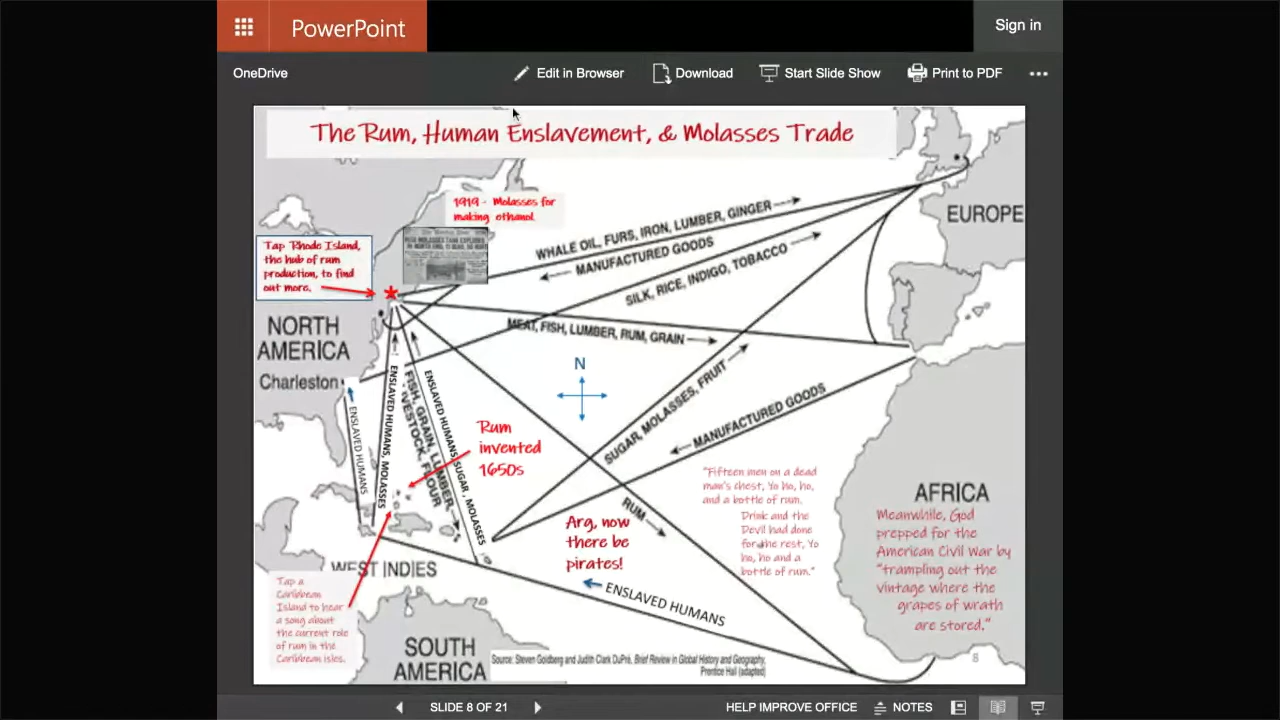 PowerPoint
Sign in
OneDrive
Edit in Browser
Download
Start Slide Show
Print to PDF
The Rum, Human Enslavement, & Molasses Trade
1919 - Molasses for
making ethanol.
Tap Rhode Island,
the hub of rum
production, to find
out more.
WHALE OIL, FURS, IRON, LUMBER, GINGER
MANUFACTURED GOODS
SILK, RICE, INDIGO, TOBACCO
EUROPE
MEAT, FISH, LUMBER, RUM, GRAIN
NORTH
AMERICA
Charleston
N
ENSLAVED HUMANS
ENSLAVED HUMANS, MOLASSES
FISH, GRAIN, LUMBER,
LIVESTOCK, FLOUR
ENSLAVED HUMANS, SUGAR, MOLASSES
SUGAR, MOLASSES, FRUIT
MANUFACTURED GOODS
Rum
invented
1650s
RUM
Arg, now
there be
pirates!
"Fifteen men on a dead
man's chest, Yo ho, ho,
and a bottle of rum.
Drink and the
Devil had done
for the rest, Yo
ho, ho and a
bottle of rum."
AFRICA
Meanwhile, God
prepped for the
American Civil War by
"trampling out the
vintage where the
grapes of wrath
are stored."
WEST INDIES
Tap a
Caribbean
Island to hear
a song about
the current role
of rum in the
Caribbean isles.
ENSLAVED HUMANS
SOUTH
AMERICA
Source: Steven Goldberg and Judith Clark DuPré, Brief Review in Global History and Geography,
Prentice Hall (adapted)
8
SLIDE 8 OF 21
HELP IMPROVE OFFICE
NOTES